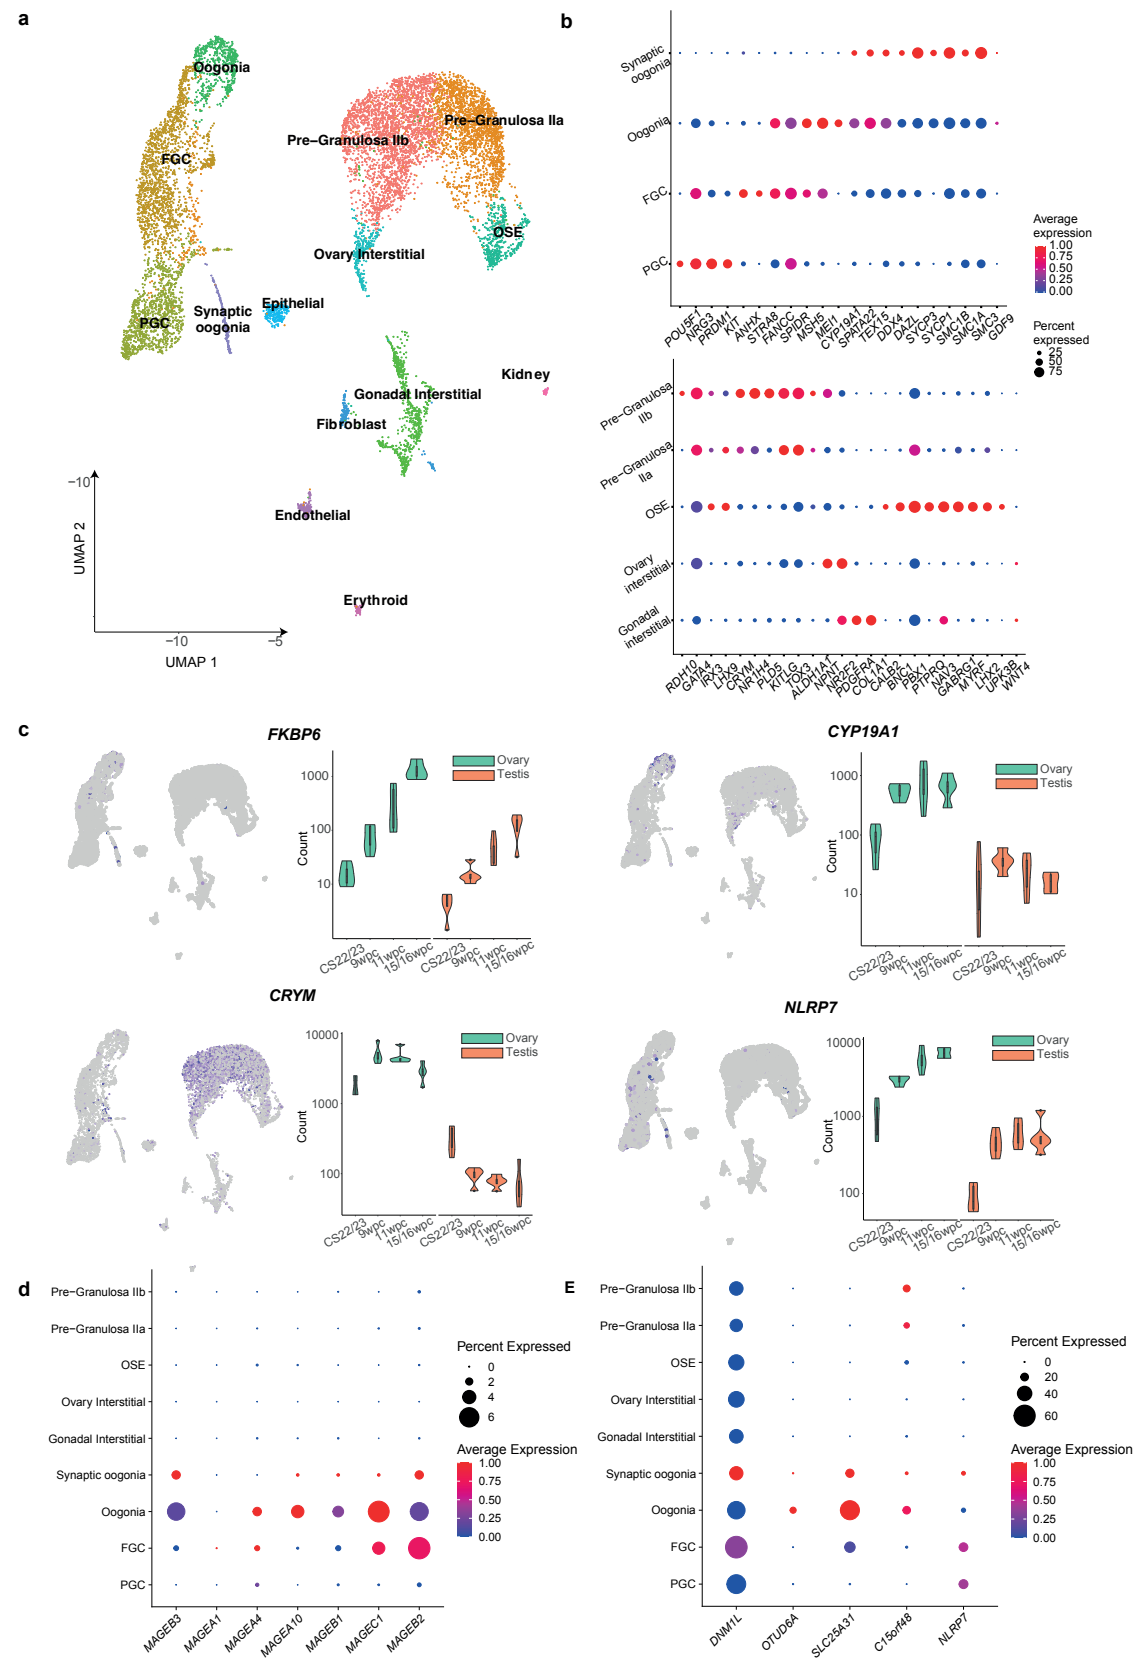 a
Oogonia
FGC
Pre-Granulosa IIa
Pre-Granulosa IIb
OSE
Ovary Interstitial
PGC
Synaptic
oogonia
Epithelial
Kidney
Gonadal Interstitial
Fibroblast
Endothelial
Erythroid
-10
UMAP 2
-10
-5
UMAP 1
b
Synaptic
oogonia
Oogonia
FGC
PGC
POU5F1
NRG3
PRDM1
KIT
ANHX
STRA8
FANCC
SPIDR
MSH5
MEI1
CYP19A1
SPATA22
TEX15
DDX4
DAZL
SYCP3
SYCP1
SMC1B
SMC1A
SMC3
GDF9
Average
expression
1.00
0.75
0.50
0.25
0.00
Percent
expressed
25
50
75
Pre-Granulosa
IIb
Pre-Granulosa
IIa
OSE
Ovary
interstitial
Gonadal
interstitial
RDH10
GATA4
IRX3
LHX9
CRYM
NR1H4
PLD5
KITLG
TOX3
ALDH1A1
NPNT
NR2F2
PDGFRA
COL1A1
CALB2
BNC1
PBX1
PTPRQ
NAV3
GABRG1
MYRF
LHX2
UPK3B
WNT4
c
FKBP6
Ovary
Testis
Count
1000
100
10
CS22/23
9wpc
11wpc
15/16wpc
CS22/23
9wpc
11wpc
15/16wpc
CYP19A1
Ovary
Testis
Count
1000
100
10
CS22/23
9wpc
11wpc
15/16wpc
CS22/23
9wpc
11wpc
15/16wpc
CRYM
Ovary
Testis
Count
10000
1000
100
CS22/23
9wpc
11wpc
15/16wpc
CS22/23
9wpc
11wpc
15/16wpc
NLRP7
Ovary
Testis
Count
10000
1000
100
CS22/23
9wpc
11wpc
15/16wpc
CS22/23
9wpc
11wpc
15/16wpc
d
Pre-Granulosa IIb
Pre-Granulosa IIa
OSE
Ovary Interstitial
Gonadal Interstitial
Synaptic oogonia
Oogonia
FGC
PGC
MAGEB3
MAGEA1
MAGEA4
MAGEA10
MAGEB1
MAGEC1
MAGEB2
Percent Expressed
0
2
4
6
Average Expression
1.00
0.75
0.50
0.25
0.00
E
Pre-Granulosa IIb
Pre-Granulosa IIa
OSE
Ovary Interstitial
Gonadal Interstitial
Synaptic oogonia
Oogonia
FGC
PGC
DNM1L
OTUD6A
SLC25A31
C15orf48
NLRP7
Percent Expressed
0
20
40
60
Average Expression
1.00
0.75
0.50
0.25
0.00